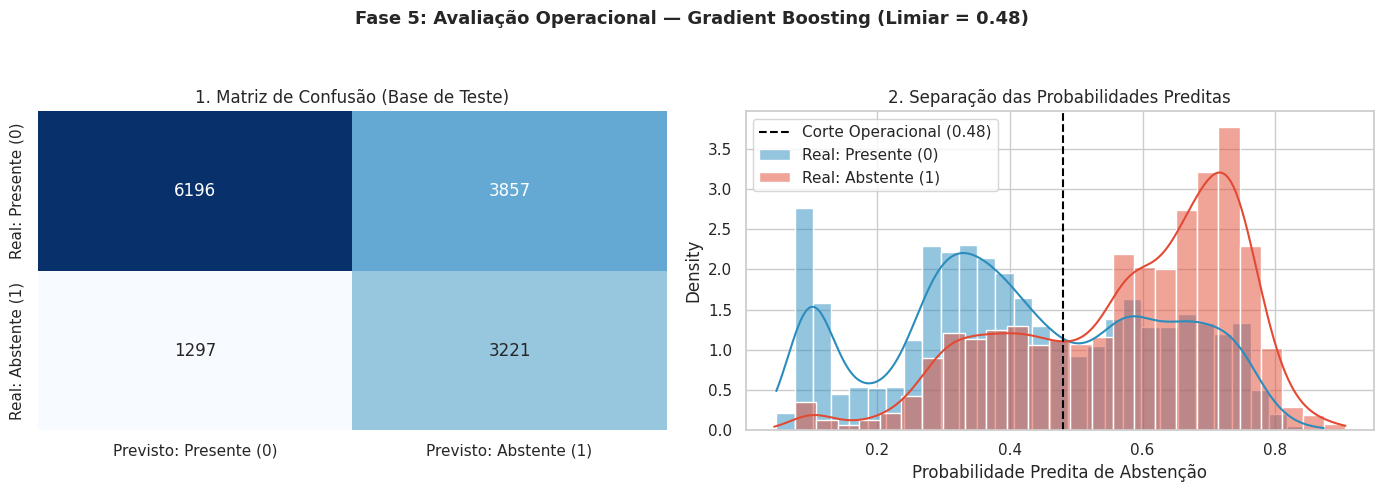 Fase 5: Avaliação Operacional — Gradient Boosting (Limiar = 0.48)
1. Matriz de Confusão (Base de Teste)
Real: Presente (0)
Real: Abstente (1)
6196
3857
1297
3221
Previsto: Presente (0)
Previsto: Abstente (1)
2. Separação das Probabilidades Preditas
Corte Operacional (0.48)
Real: Presente (0)
Real: Abstente (1)
Density
3.5
3.0
2.5
2.0
1.5
1.0
0.5
0.0
0.2
0.4
0.6
0.8
Probabilidade Predita de Abstenção